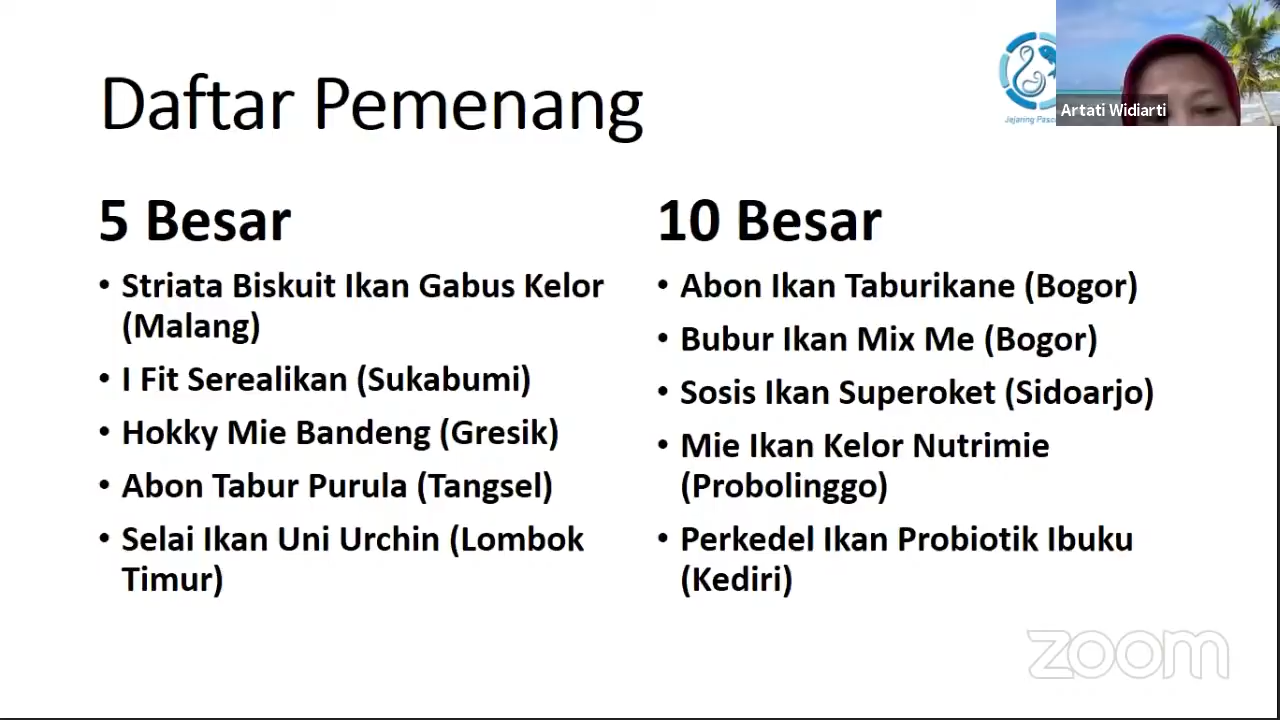 Daftar Pemenang
Jejaring
Artati Widiarti
5 Besar
• Striata Biskuit Ikan Gabus Kelor
(Malang)
• I Fit Serealikan (Sukabumi)
• Hokky Mie Bandeng (Gresik)
• Abon Tabur Purula (Tangsel)
• Selai Ikan Uni Urchin (Lombok
Timur)
10 Besar
• Abon Ikan Taburikane (Bogor)
• Bubur Ikan Mix Me (Bogor)
• Sosis Ikan Superoket (Sidoarjo)
• Mie Ikan Kelor Nutrimie
(Probolinggo)
• Perkedel Ikan Probiotik Ibuku
(Kediri)
zoom